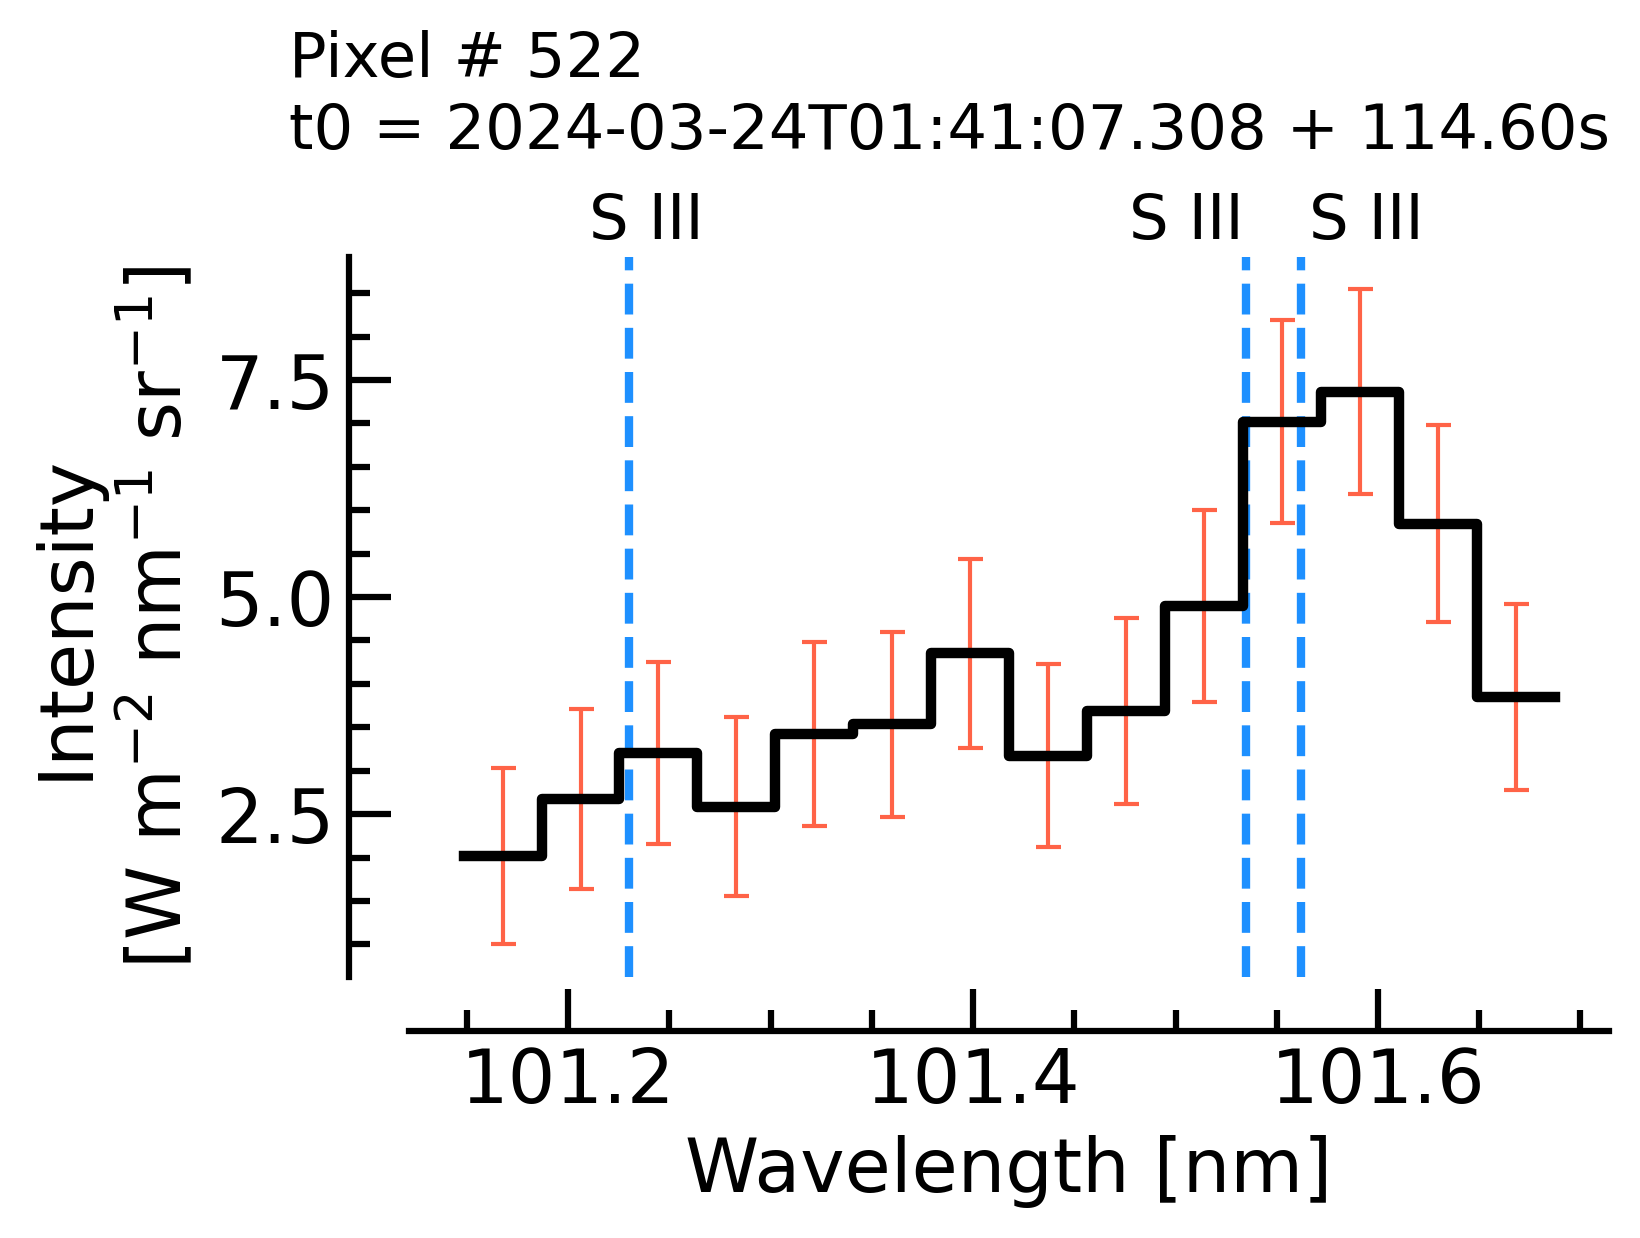 Pixel # 522
t0 = 2024-03-24T01:41:07.308 + 114.60s
S III S III S III
Intensity
[W m⁻² nm⁻¹ sr⁻¹]
7.5
5.0
2.5
101.2 101.4 101.6
Wavelength [nm]